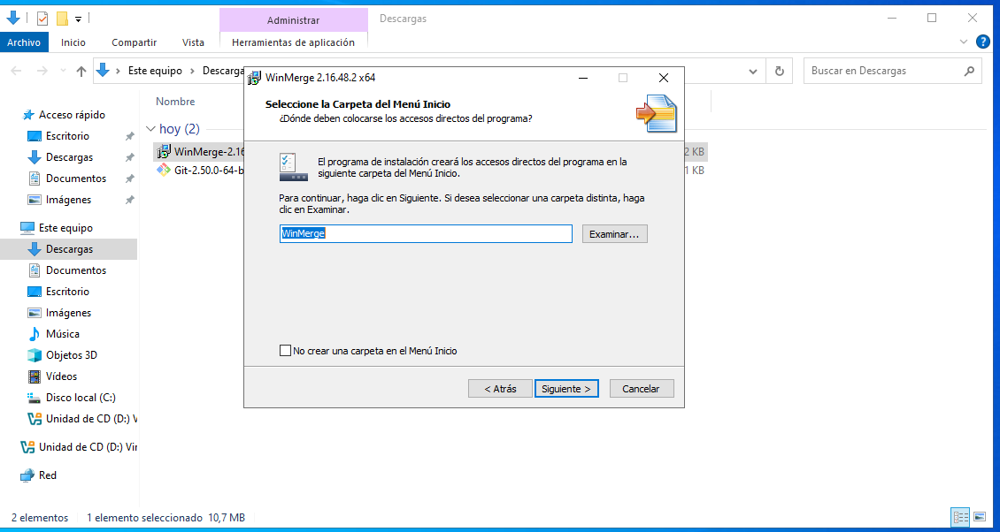 Administrar
Descargas
Archivo
Inicio
Compartir
Vista
Herramientas de aplicación
?
Este equipo
Descarga
Buscar en Descargas
WinMerge 2.16.48.2 x64
Seleccione la Carpeta del Menú Inicio
¿Dónde deben colocarse los accesos directos del programa?
El programa de instalación creará los accesos directos del programa en la
siguiente carpeta del Menú Inicio.
Para continuar, haga clic en Siguiente. Si desea seleccionar una carpeta distinta, haga
clic en Examinar.
WinMerge
Examinar...
No crear una carpeta en el Menú Inicio
< Atrás
Siguiente >
Cancelar
Nombre
hoy (2)
WinMerge-2.16
2 KB
Git-2.50.0-64-b
1 KB
Acceso rápido
Escritorio
Descargas
Documentos
Imágenes
Este equipo
Descargas
Documentos
Escritorio
Imágenes
Música
Objetos 3D
Vídeos
Disco local (C:)
Unidad de CD (D:) V
Unidad de CD (D:) Vir
Red
2 elementos
1 elemento seleccionado 10,7 MB